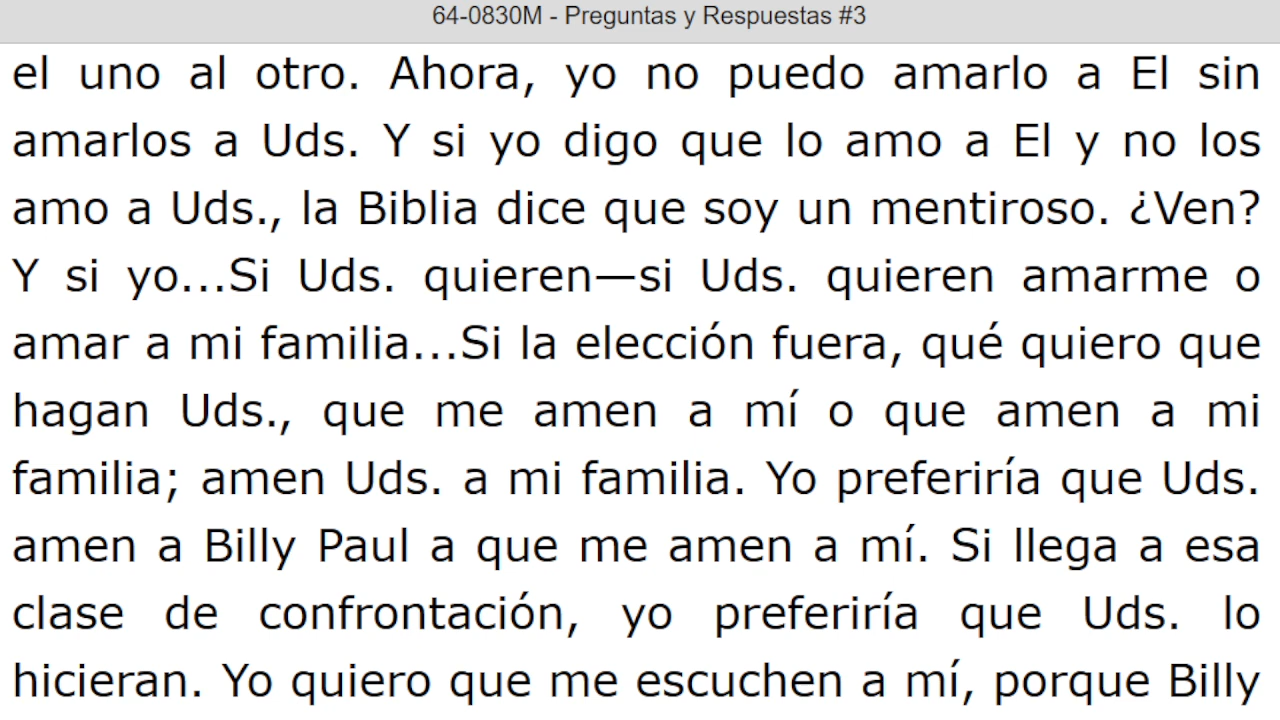 64-0830M - Preguntas y Respuestas #3
el uno al otro. Ahora, yo no puedo amarlo a El sin
amarlos a Uds. Y si yo digo que lo amo a El y no los
amo a Uds., la Biblia dice que soy un mentiroso. ¿Ven?
Y si yo...Si Uds. quieren—si Uds. quieren amarme o
amar a mi familia...Si la elección fuera, qué quiero que
hagan Uds., que me amen a mí o que amen a mi
familia; amen Uds. a mi familia. Yo preferiría que Uds.
amen a Billy Paul a que me amen a mí. Si llega a esa
clase de confrontación, yo preferiría que Uds. lo
hicieran. Yo quiero que me escuchen a mí, porque Billy